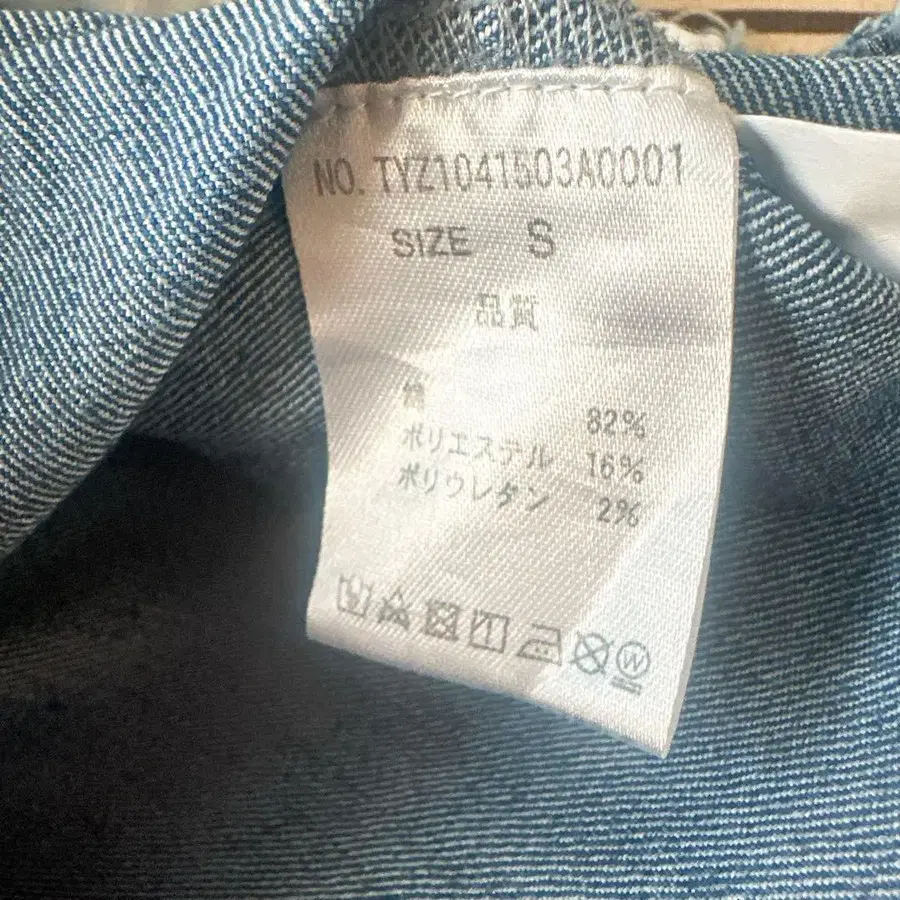 NO. TYZ1041503A0001
SIZE S
品質
綿 82%
ポリエステル 16%
ポリウレタン 2%
W